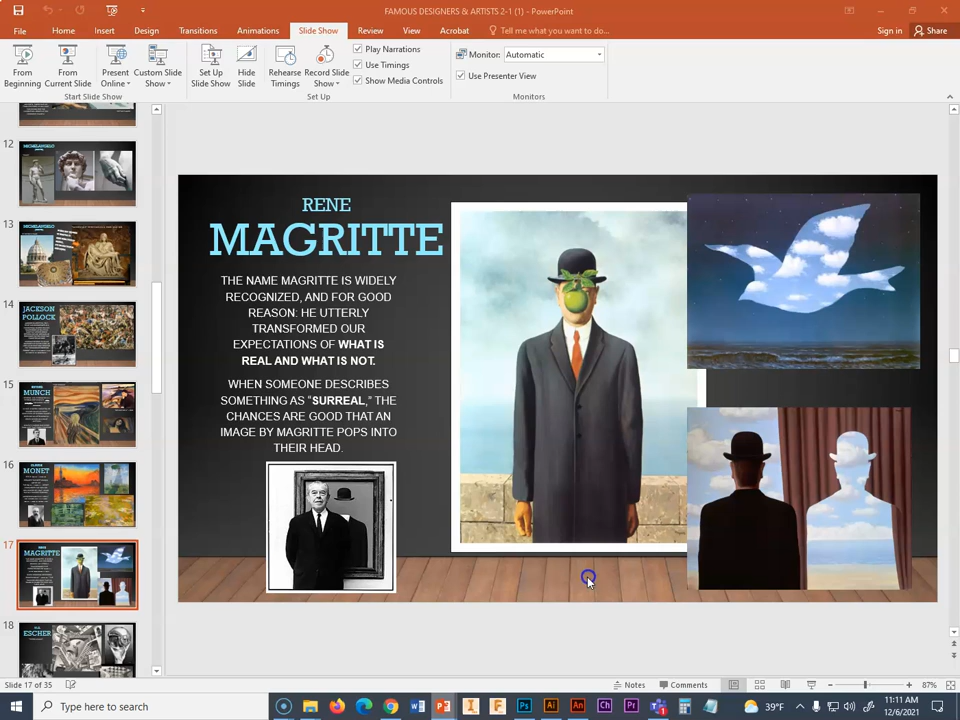 FAMOUS DESIGNERS & ARTISTS 2-1 (1) - PowerPoint
File Home Insert Design Transitions Animations Slide Show Review View Acrobat Tell me what you want to do... Sign in Share
From Beginning
From Current Slide
Present Online
Custom Slide Show
Set Up Slide Show
Hide Slide
Rehearse Timings
Record Slide Show
Play Narrations
Use Timings
Show Media Controls
Monitor: Automatic
Use Presenter View
Start Slide Show
Set Up
Monitors
12
13
14
JACKSON
POLLOCK
15
MUNCH
16
MONET
17
MAGRITTE
18
ESCHER
RENE
MAGRITTE
THE NAME MAGRITTE IS WIDELY
RECOGNIZED, AND FOR GOOD
REASON: HE UTTERLY
TRANSFORMED OUR
EXPECTATIONS OF WHAT IS
REAL AND WHAT IS NOT.
WHEN SOMEONE DESCRIBES
SOMETHING AS “SURREAL,” THE
CHANCES ARE GOOD THAT AN
IMAGE BY MAGRITTE POPS INTO
THEIR HEAD.
Slide 17 of 35
Notes
Comments
87%
Type here to search
39°F
11:11 AM
12/6/2021